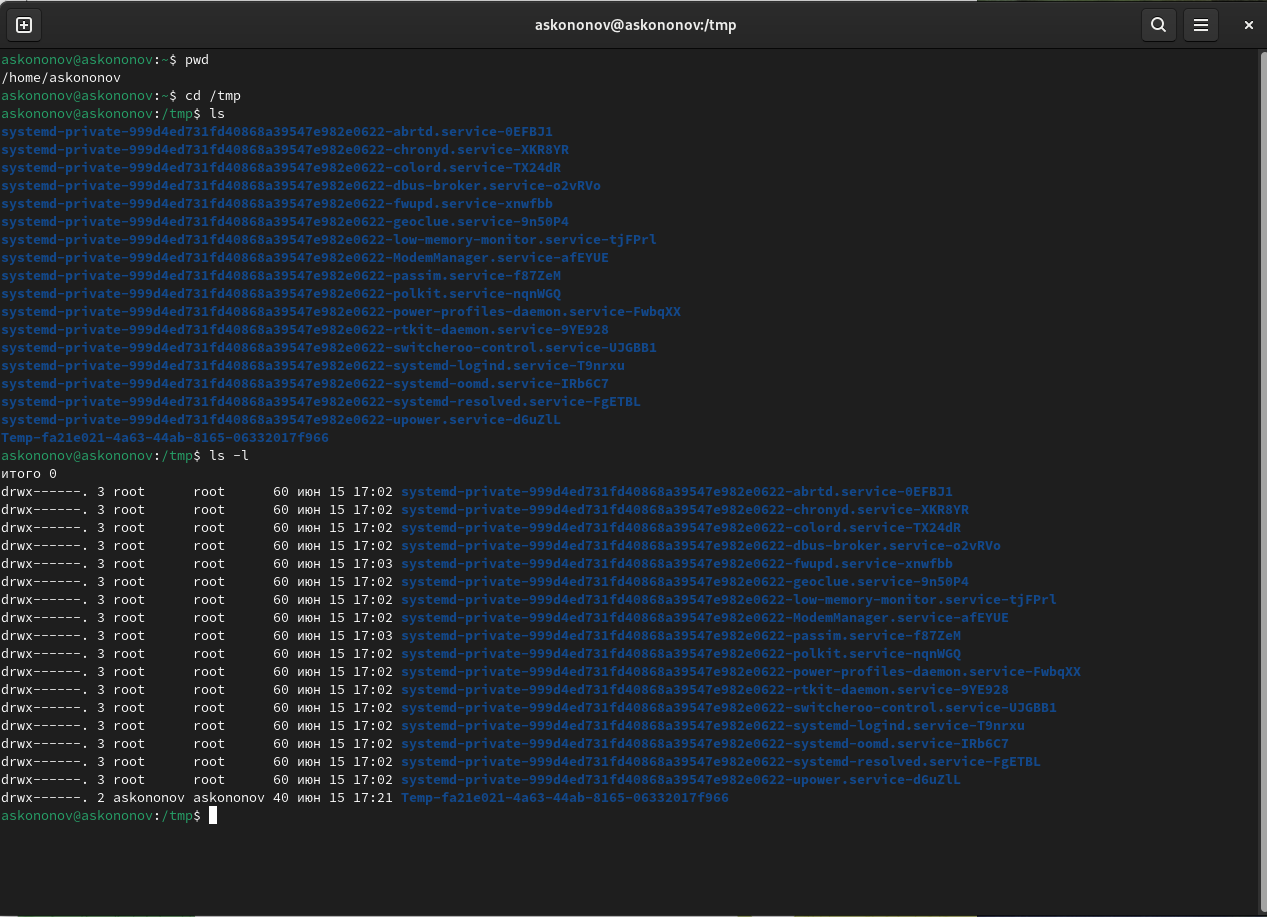 askononov@askononov:/tmp
askononov@askononov:~$ pwd
/home/askononov
askononov@askononov:~$ cd /tmp
askononov@askononov:/tmp$ ls
systemd-private-999d4ed731fd40868a39547e982e0622-abrtd.service-0EFBJ1
systemd-private-999d4ed731fd40868a39547e982e0622-chronyd.service-XKR8YR
systemd-private-999d4ed731fd40868a39547e982e0622-colord.service-TX24dR
systemd-private-999d4ed731fd40868a39547e982e0622-dbus-broker.service-o2vRVo
systemd-private-999d4ed731fd40868a39547e982e0622-fwupd.service-xnwfbb
systemd-private-999d4ed731fd40868a39547e982e0622-geoclue.service-9n50P4
systemd-private-999d4ed731fd40868a39547e982e0622-low-memory-monitor.service-tjFPrl
systemd-private-999d4ed731fd40868a39547e982e0622-ModemManager.service-afEYUE
systemd-private-999d4ed731fd40868a39547e982e0622-passim.service-f87ZeM
systemd-private-999d4ed731fd40868a39547e982e0622-polkit.service-nqnWGQ
systemd-private-999d4ed731fd40868a39547e982e0622-power-profiles-daemon.service-FwbqXX
systemd-private-999d4ed731fd40868a39547e982e0622-rtkit-daemon.service-9YE928
systemd-private-999d4ed731fd40868a39547e982e0622-switcheroo-control.service-UJGBB1
systemd-private-999d4ed731fd40868a39547e982e0622-systemd-logind.service-T9nrxu
systemd-private-999d4ed731fd40868a39547e982e0622-systemd-oomd.service-IRb6C7
systemd-private-999d4ed731fd40868a39547e982e0622-systemd-resolved.service-FgETBL
systemd-private-999d4ed731fd40868a39547e982e0622-upower.service-d6uZlL
Temp-fa21e021-4a63-44ab-8165-06332017f966
askononov@askononov:/tmp$ ls -l
итого 0
drwx------. 3 root      root      60 июн 15 17:02 systemd-private-999d4ed731fd40868a39547e982e0622-abrtd.service-0EFBJ1
drwx------. 3 root      root      60 июн 15 17:02 systemd-private-999d4ed731fd40868a39547e982e0622-chronyd.service-XKR8YR
drwx------. 3 root      root      60 июн 15 17:02 systemd-private-999d4ed731fd40868a39547e982e0622-colord.service-TX24dR
drwx------. 3 root      root      60 июн 15 17:02 systemd-private-999d4ed731fd40868a39547e982e0622-dbus-broker.service-o2vRVo
drwx------. 3 root      root      60 июн 15 17:03 systemd-private-999d4ed731fd40868a39547e982e0622-fwupd.service-xnwfbb
drwx------. 3 root      root      60 июн 15 17:02 systemd-private-999d4ed731fd40868a39547e982e0622-geoclue.service-9n50P4
drwx------. 3 root      root      60 июн 15 17:02 systemd-private-999d4ed731fd40868a39547e982e0622-low-memory-monitor.service-tjFPrl
drwx------. 3 root      root      60 июн 15 17:02 systemd-private-999d4ed731fd40868a39547e982e0622-ModemManager.service-afEYUE
drwx------. 3 root      root      60 июн 15 17:03 systemd-private-999d4ed731fd40868a39547e982e0622-passim.service-f87ZeM
drwx------. 3 root      root      60 июн 15 17:02 systemd-private-999d4ed731fd40868a39547e982e0622-polkit.service-nqnWGQ
drwx------. 3 root      root      60 июн 15 17:02 systemd-private-999d4ed731fd40868a39547e982e0622-power-profiles-daemon.service-FwbqXX
drwx------. 3 root      root      60 июн 15 17:02 systemd-private-999d4ed731fd40868a39547e982e0622-rtkit-daemon.service-9YE928
drwx------. 3 root      root      60 июн 15 17:02 systemd-private-999d4ed731fd40868a39547e982e0622-switcheroo-control.service-UJGBB1
drwx------. 3 root      root      60 июн 15 17:02 systemd-private-999d4ed731fd40868a39547e982e0622-systemd-logind.service-T9nrxu
drwx------. 3 root      root      60 июн 15 17:02 systemd-private-999d4ed731fd40868a39547e982e0622-systemd-oomd.service-IRb6C7
drwx------. 3 root      root      60 июн 15 17:02 systemd-private-999d4ed731fd40868a39547e982e0622-systemd-resolved.service-FgETBL
drwx------. 3 root      root      60 июн 15 17:02 systemd-private-999d4ed731fd40868a39547e982e0622-upower.service-d6uZlL
drwx------. 2 askononov askononov 40 июн 15 17:21 Temp-fa21e021-4a63-44ab-8165-06332017f966
askononov@askononov:/tmp$